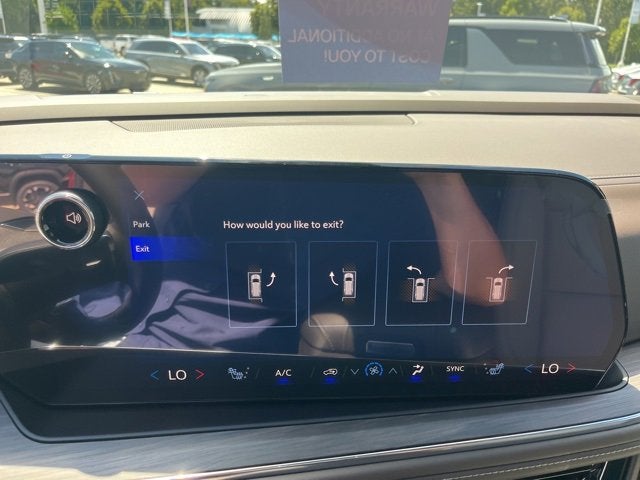 WARRANTY
AT NO ADDITIONAL
COST TO YOU!
Park
How would you like to exit?
Exit
LO
A/C
SYNC
LO